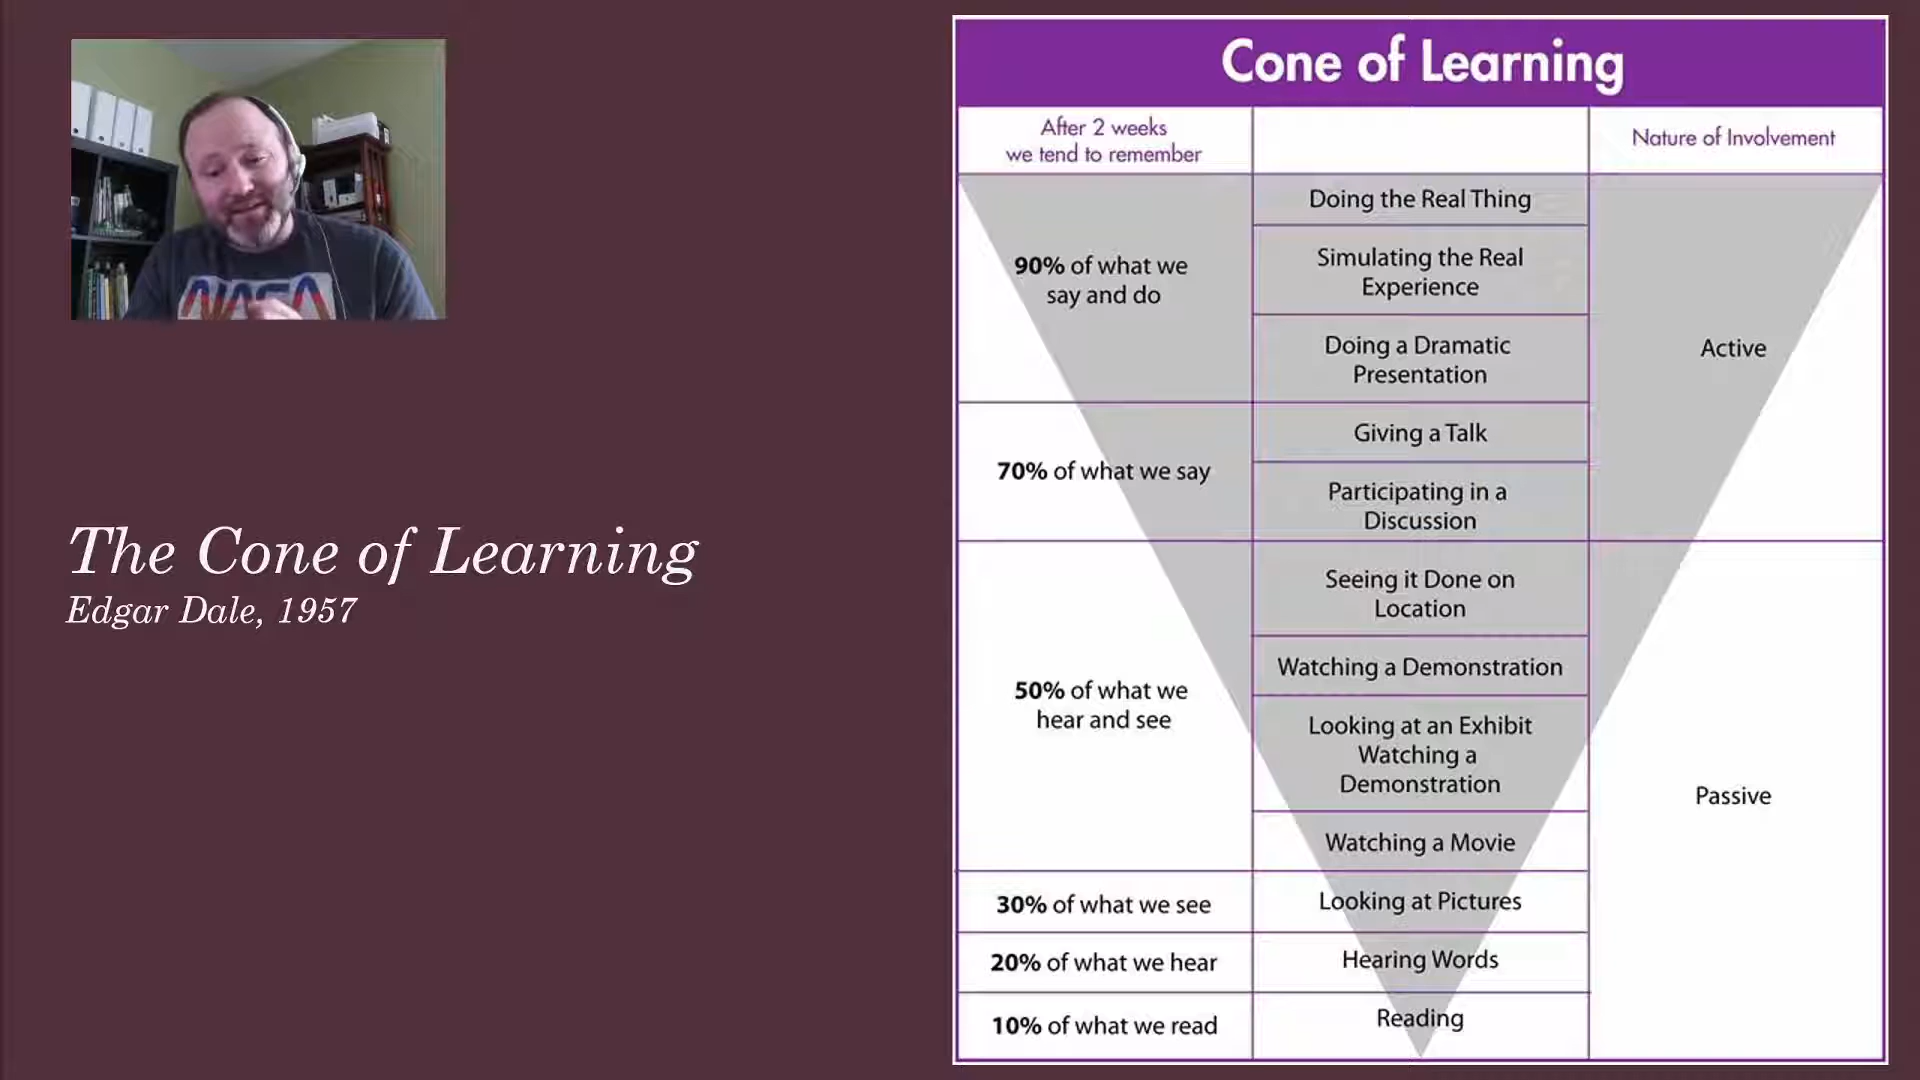 NASA
The Cone of Learning
Edgar Dale, 1957
Cone of Learning
After 2 weeks
we tend to remember
Nature of Involvement
90% of what we
say and do
Doing the Real Thing
Simulating the Real
Experience
Doing a Dramatic
Presentation
Active
70% of what we say
Giving a Talk
Participating in a
Discussion
50% of what we
hear and see
Seeing it Done on
Location
Watching a Demonstration
Looking at an Exhibit
Watching a
Demonstration
Watching a Movie
Passive
30% of what we see
Looking at Pictures
20% of what we hear
Hearing Words
10% of what we read
Reading